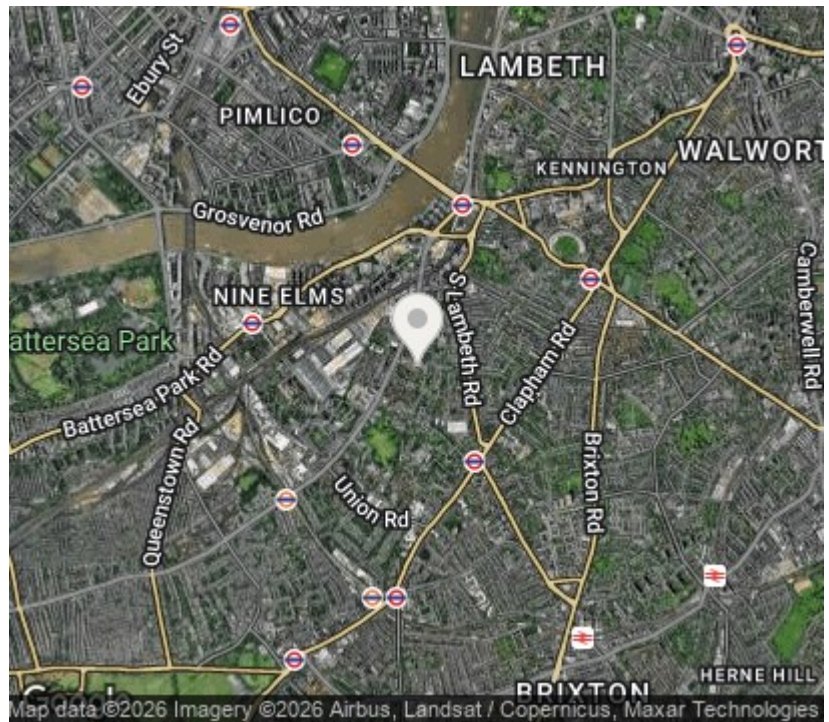 Ebury St
LAMBETH
PIMLICO
KENNINGTON
WALWORT
Grosvenor Rd
NINE ELMS
S Lambeth Rd
Camberwell Rd
attersea Park
Battersea Park Rd
Clapham Rd
Queenstown Rd
Brixton Rd
Union Rd
HERNE HILL
BRIXTON
Google
Map data ©2026 Imagery ©2026 Airbus, Landsat / Copernicus, Maxar Technologies